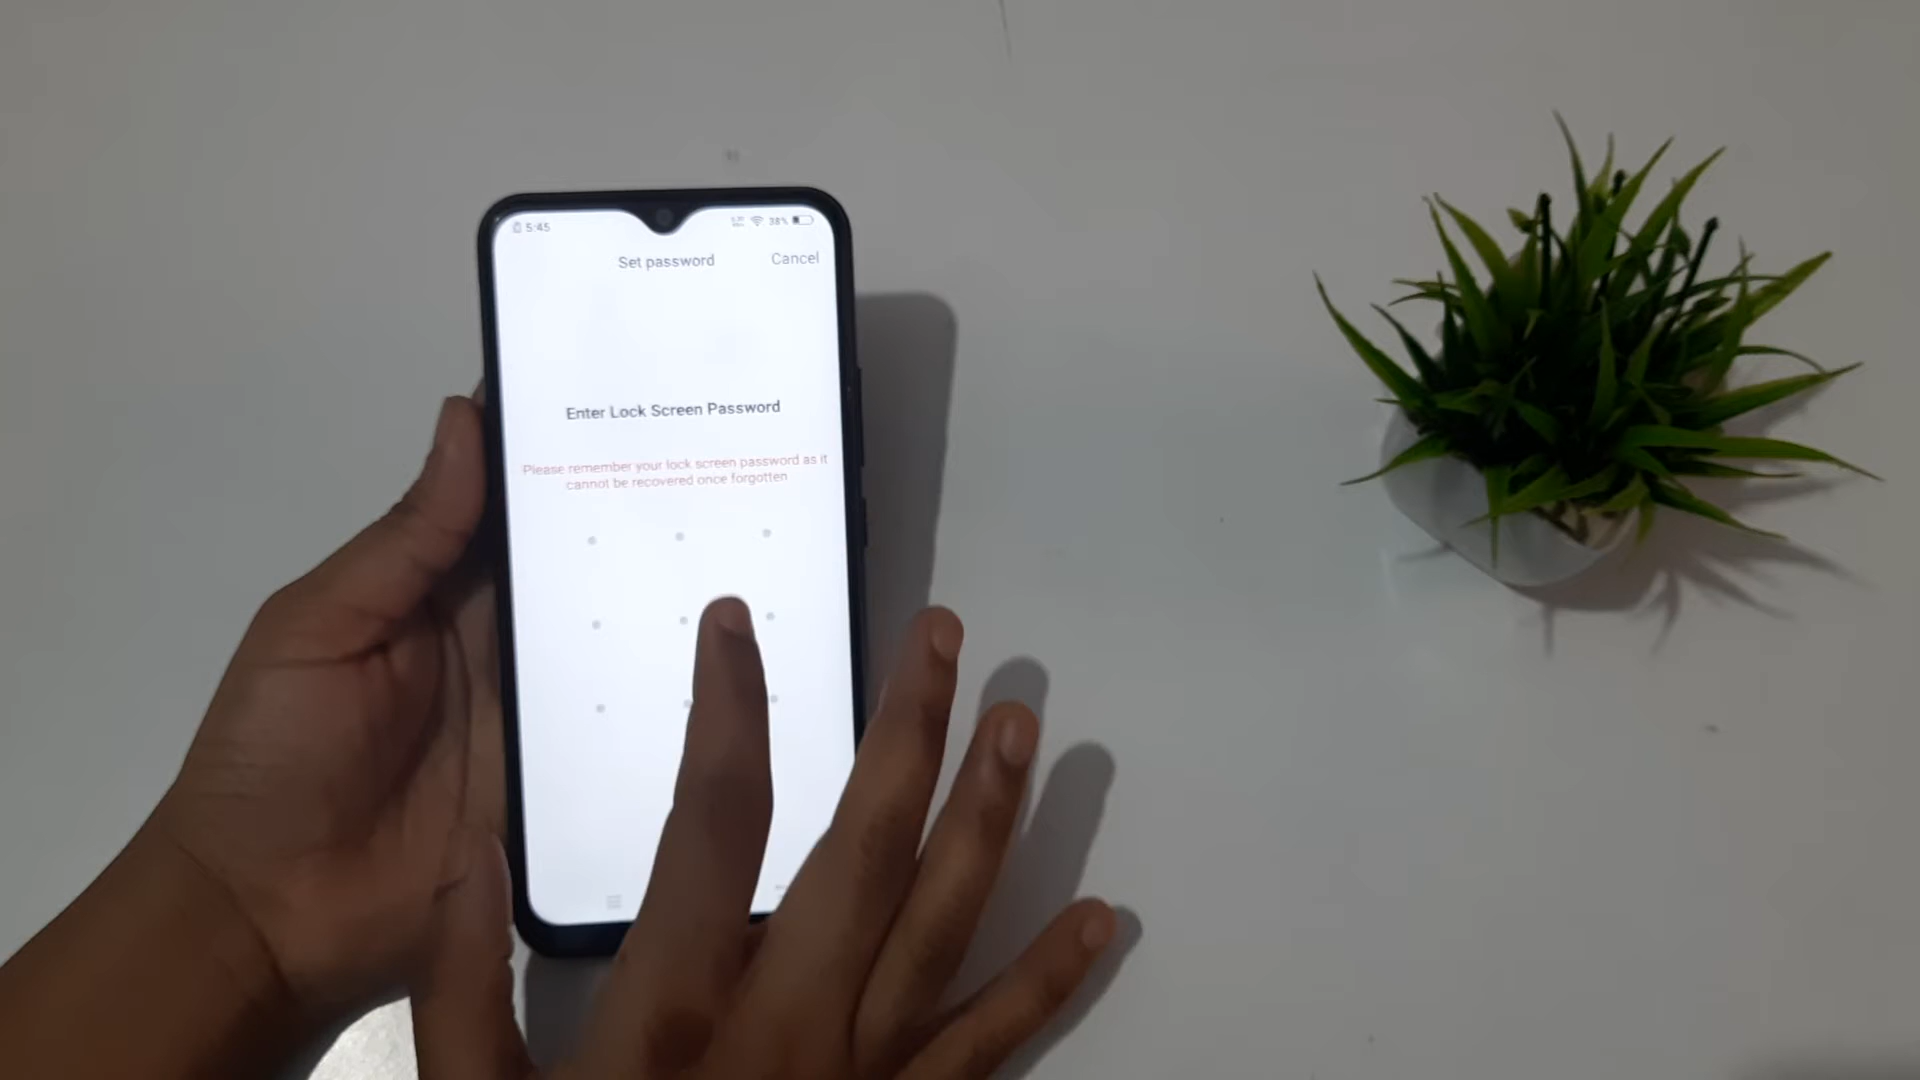 5:45
38%
Set password
Cancel
Enter Lock Screen Password
Please remember your lock screen password as it
cannot be recovered once forgotten